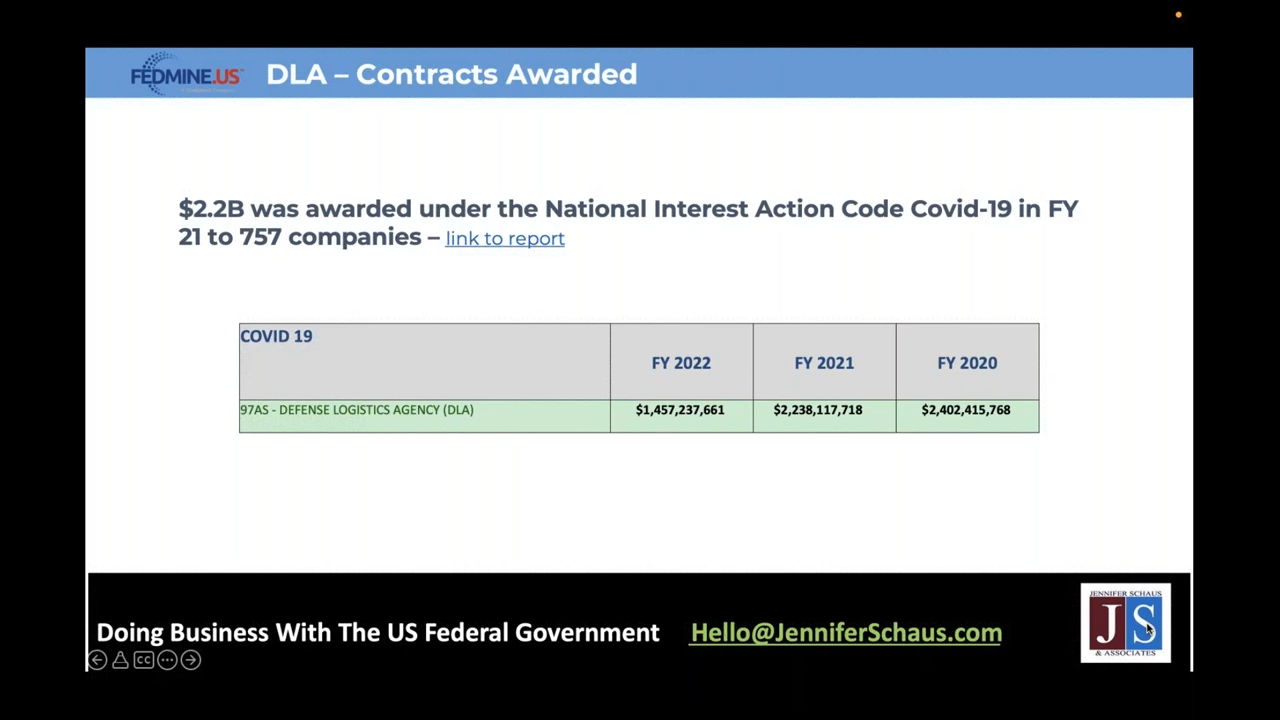 FEDMINE.US
DLA – Contracts Awarded
$2.2B was awarded under the National Interest Action Code Covid-19 in FY
21 to 757 companies – link to report
COVID 19
FY 2022
FY 2021
FY 2020
97AS - DEFENSE LOGISTICS AGENCY (DLA)
$1,457,237,661
$2,238,117,718
$2,402,415,768
Doing Business With The US Federal Government
Hello@JenniferSchaus.com
JENNIFER SCHAUS
JS
& ASSOCIATES
CC